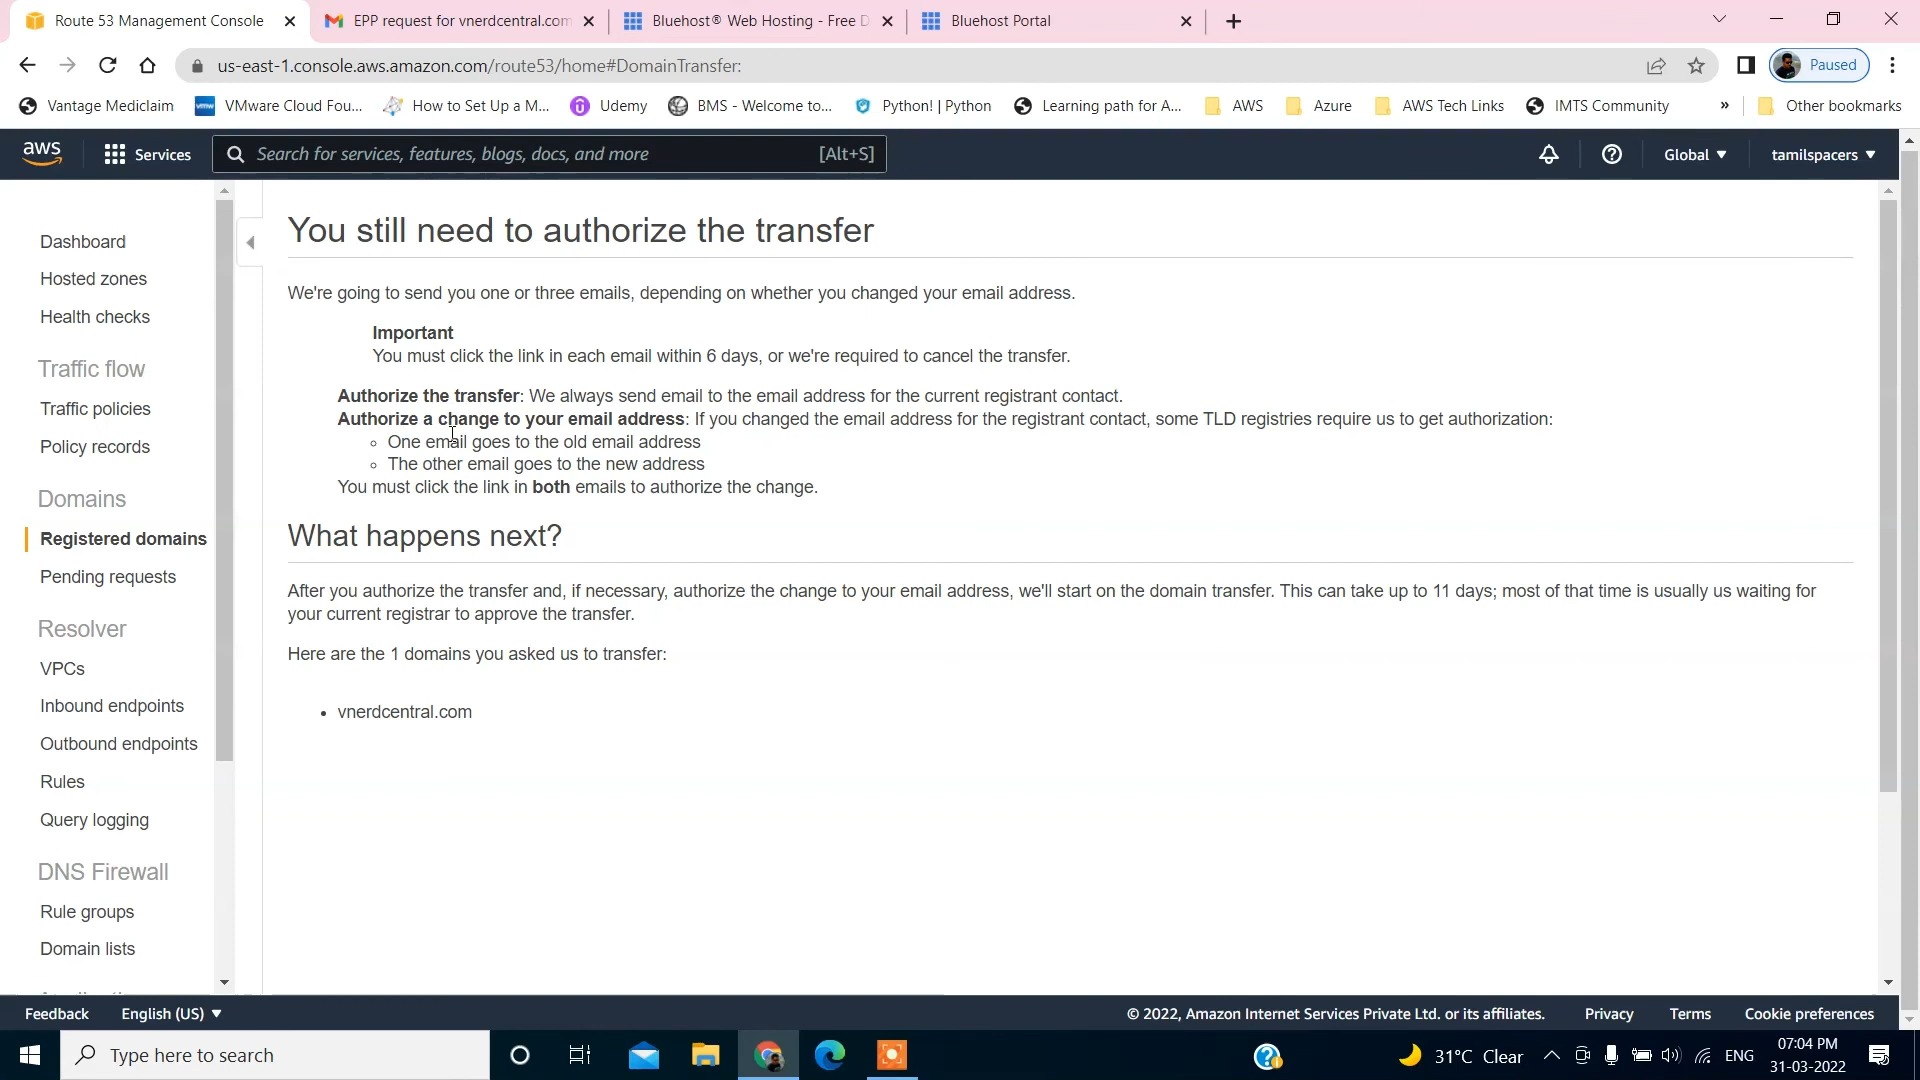 Route 53 Management Console
EPP request for vnerdcentral.com
Bluehost® Web Hosting - Free D
Bluehost Portal
us-east-1.console.aws.amazon.com/route53/home#DomainTransfer:
Paused
Vantage Mediclaim
vmw
VMware Cloud Fou...
How to Set Up a M...
Udemy
BMS - Welcome to...
Python! | Python
Learning path for A...
AWS
Azure
AWS Tech Links
IMTS Community
»
Other bookmarks
aws
Services
Search for services, features, blogs, docs, and more
[Alt+S]
Global ▼
tamilspacers ▼
Dashboard
Hosted zones
Health checks
Traffic flow
Traffic policies
Policy records
Domains
Registered domains
Pending requests
Resolver
VPCs
Inbound endpoints
Outbound endpoints
Rules
Query logging
DNS Firewall
Rule groups
Domain lists
You still need to authorize the transfer
We're going to send you one or three emails, depending on whether you changed your email address.
Important
You must click the link in each email within 6 days, or we're required to cancel the transfer.
Authorize the transfer: We always send email to the email address for the current registrant contact.
Authorize a change to your email address: If you changed the email address for the registrant contact, some TLD registries require us to get authorization:
One email goes to the old email address
The other email goes to the new address
You must click the link in both emails to authorize the change.
What happens next?
After you authorize the transfer and, if necessary, authorize the change to your email address, we'll start on the domain transfer. This can take up to 11 days; most of that time is usually us waiting for
your current registrar to approve the transfer.
Here are the 1 domains you asked us to transfer:
• vnerdcentral.com
Feedback
English (US) ▼
© 2022, Amazon Internet Services Private Ltd. or its affiliates.
Privacy
Terms
Cookie preferences
Type here to search
31°C Clear
ENG
07:04 PM
31-03-2022